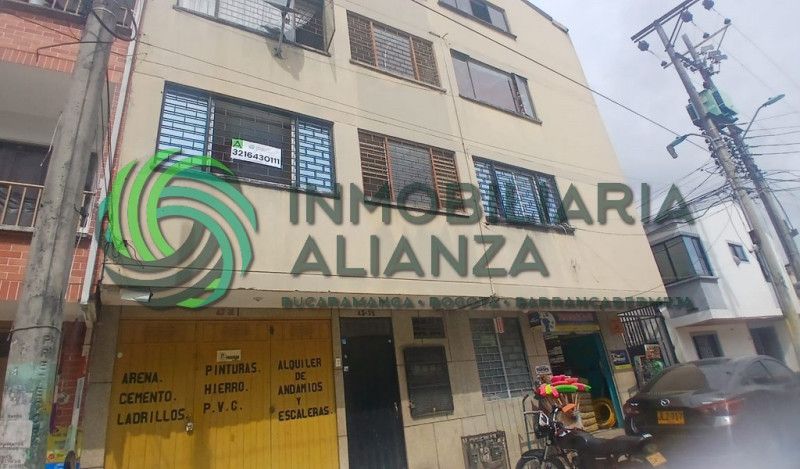 3216430111
INMOBILIARIA
ALIANZA
BUCARAMANGA • BOGOTÁ • BARRANCABERMEJA
ARENA.
CEMENTO.
LADRILLOS.
PINTURAS.
HIERRO.
P.V.C.
ALQUILER
DE
ANDAMIOS
Y
ESCALERAS.